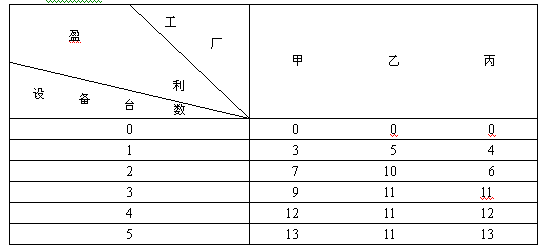 工
厂
盈
甲 乙 丙
利
设 备 台 数
0 0 0 0
1 3 5 4
2 7 10 6
3 9 11 11
4 12 11 12
5 13 11 13